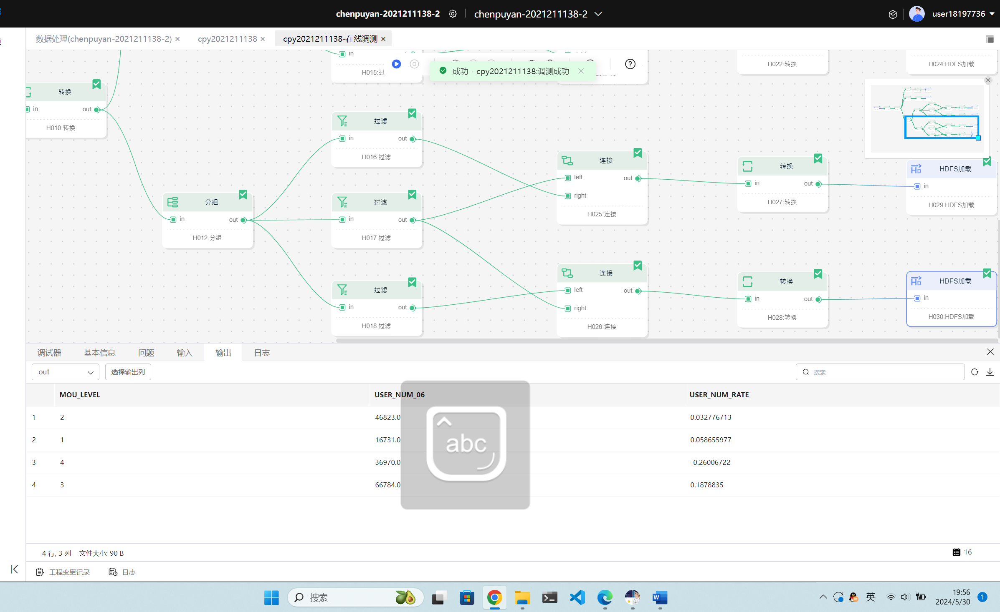 chenpuyan-2021211138-2
chenpuyan-2021211138-2
user18197736
数据处理(chenpuyan-2021211138-2) ×
cpy2021211138 ×
cpy2021211138-在线调测 ×
in
H015:过
成功 - cpy2021211138:调测成功
H022:转换
H024:HDFS加载
转换
in
out
H010:转换
过滤
in
out
H016:过滤
连接
left
out
right
H025:连接
转换
in
out
H027:转换
HD
HDFS加载
in
H029:HDFS加载
分组
in
out
H012:分组
过滤
in
out
H017:过滤
过滤
in
out
H018:过滤
连接
left
out
right
H026:连接
转换
in
out
H028:转换
HD
HDFS加载
in
H030:HDFS加载
调试器
基本信息
问题
输入
输出
日志
out
选择输出列
搜索
MOU_LEVEL
USER_NUM_06
USER_NUM_RATE
1 2 46823.0 0.032776713
2 1 16731.0 0.058655977
3 4 36970.0 -0.26006722
4 3 66784.0 0.1878835
abc
4 行, 3 列 文件大小: 90 B
16
工程变更记录
日志
搜索
英
19:56
2024/5/30
1